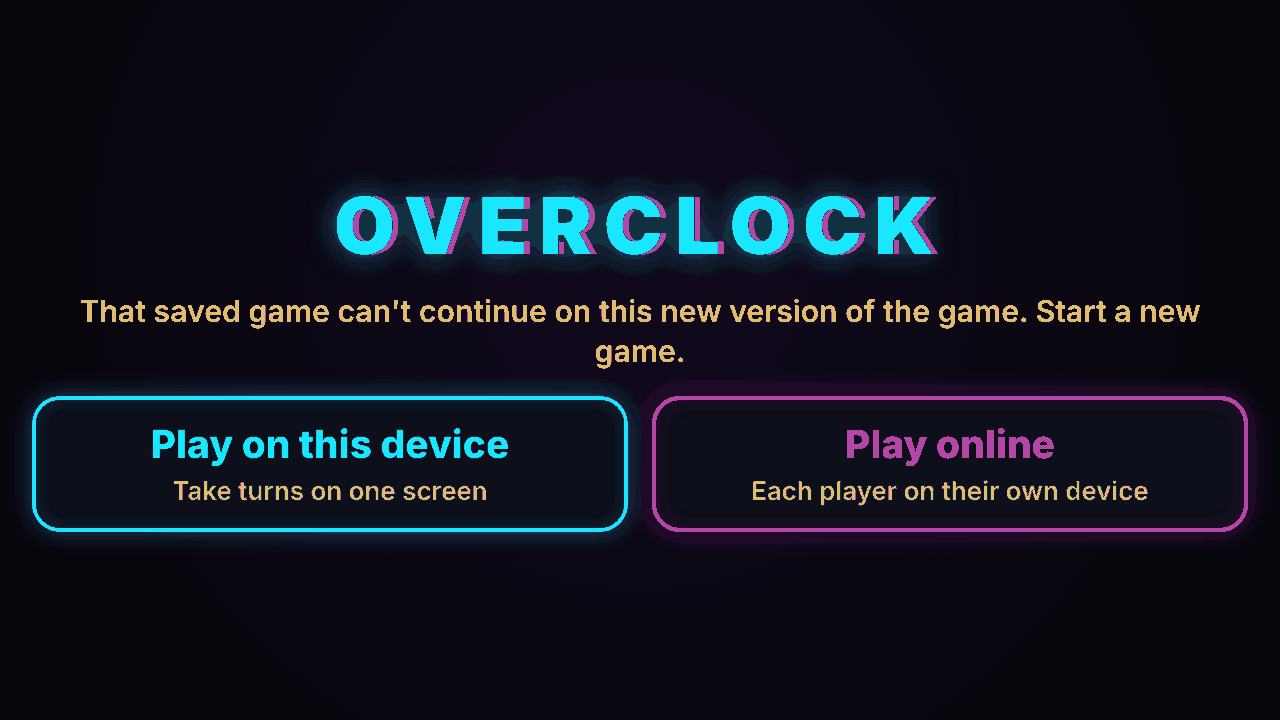 OVERCLOCK
That saved game can't continue on this new version of the game. Start a new
game.
Play on this device
Take turns on one screen
Play online
Each player on their own device